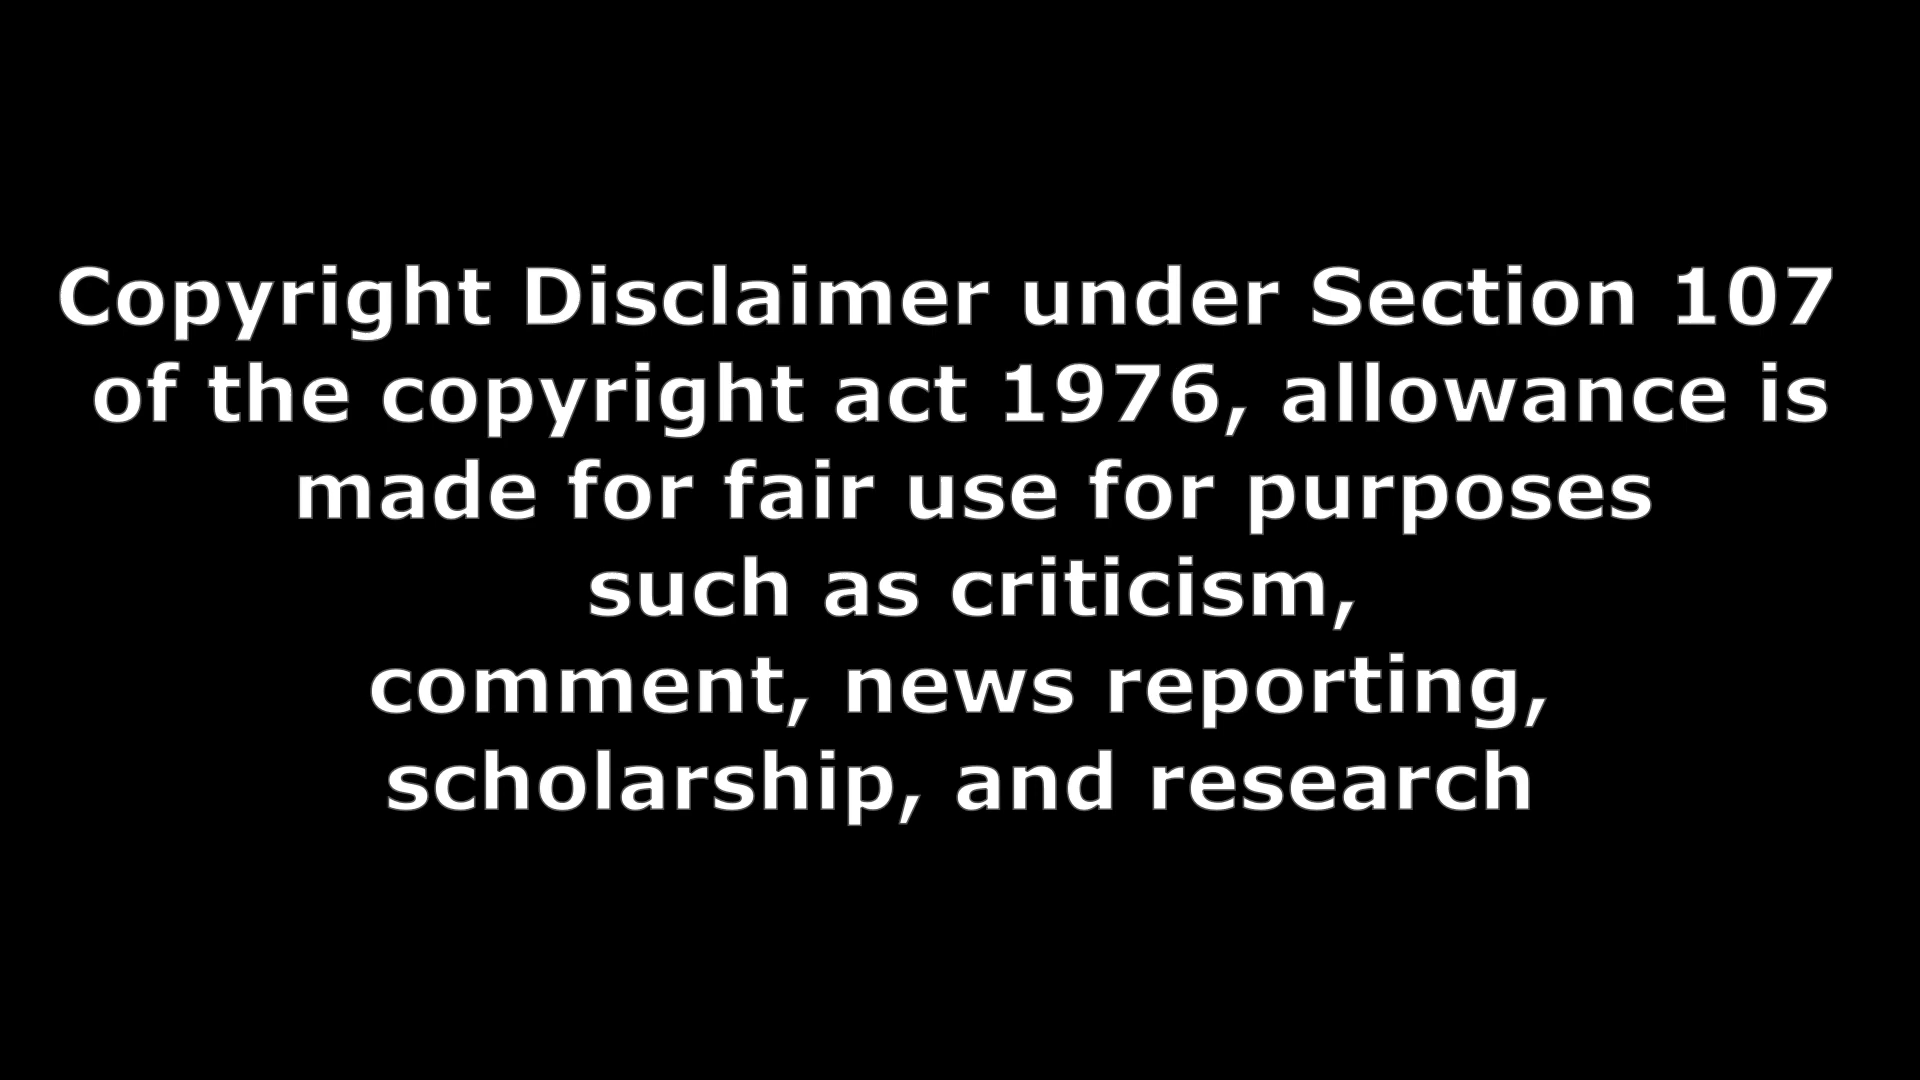 Copyright Disclaimer under Section 107
of the copyright act 1976, allowance is
made for fair use for purposes
such as criticism,
comment, news reporting,
scholarship, and research